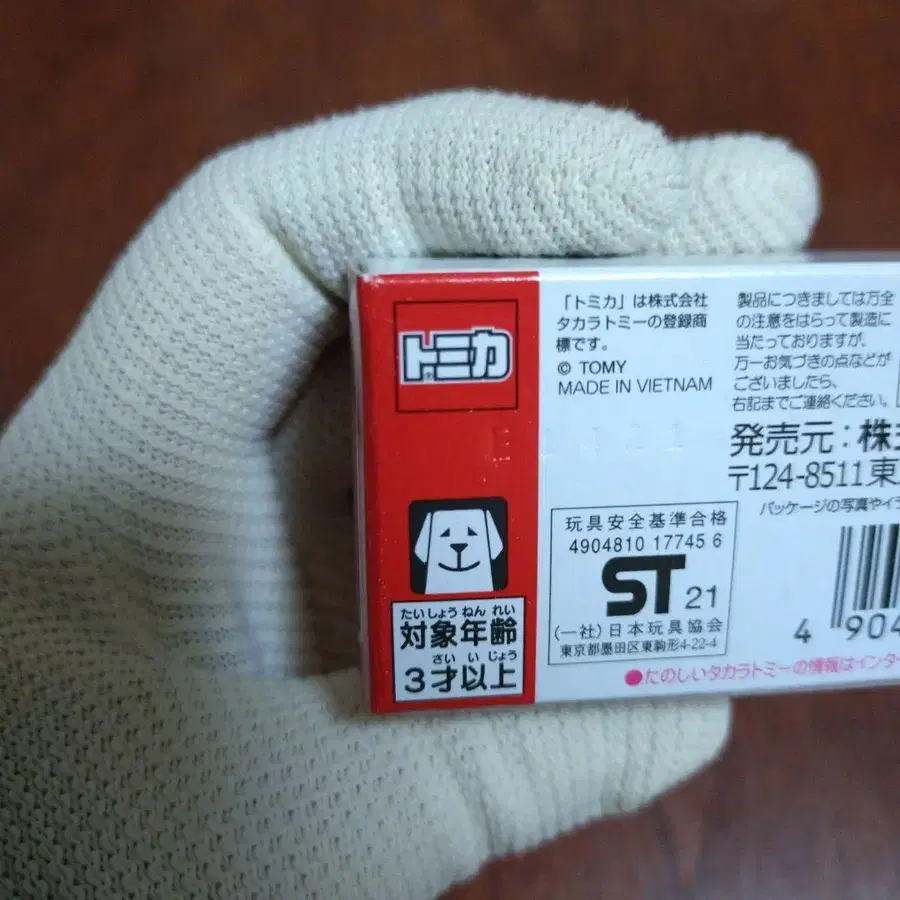 トミカ
たいしょうねんれい
対象年齢
さいいじょう
3才以上
「トミカ」は株式会社
タカラトミーの登録商
標です。
© TOMY
MADE IN VIETNAM
製品につきましては万全
の注意をはらって製造に
当たっておりますが、
万一お気づきの点などが
ございましたら、
右記までご連絡ください。
発売元:株
〒124-8511東
パッケージの写真やイ
玩具安全基準合格
4904810 17745 6
ST 21
(一社)日本玩具協会
東京都墨田区東駒形4-22-4
4 904
●たのしいタカラトミーの情報はインター